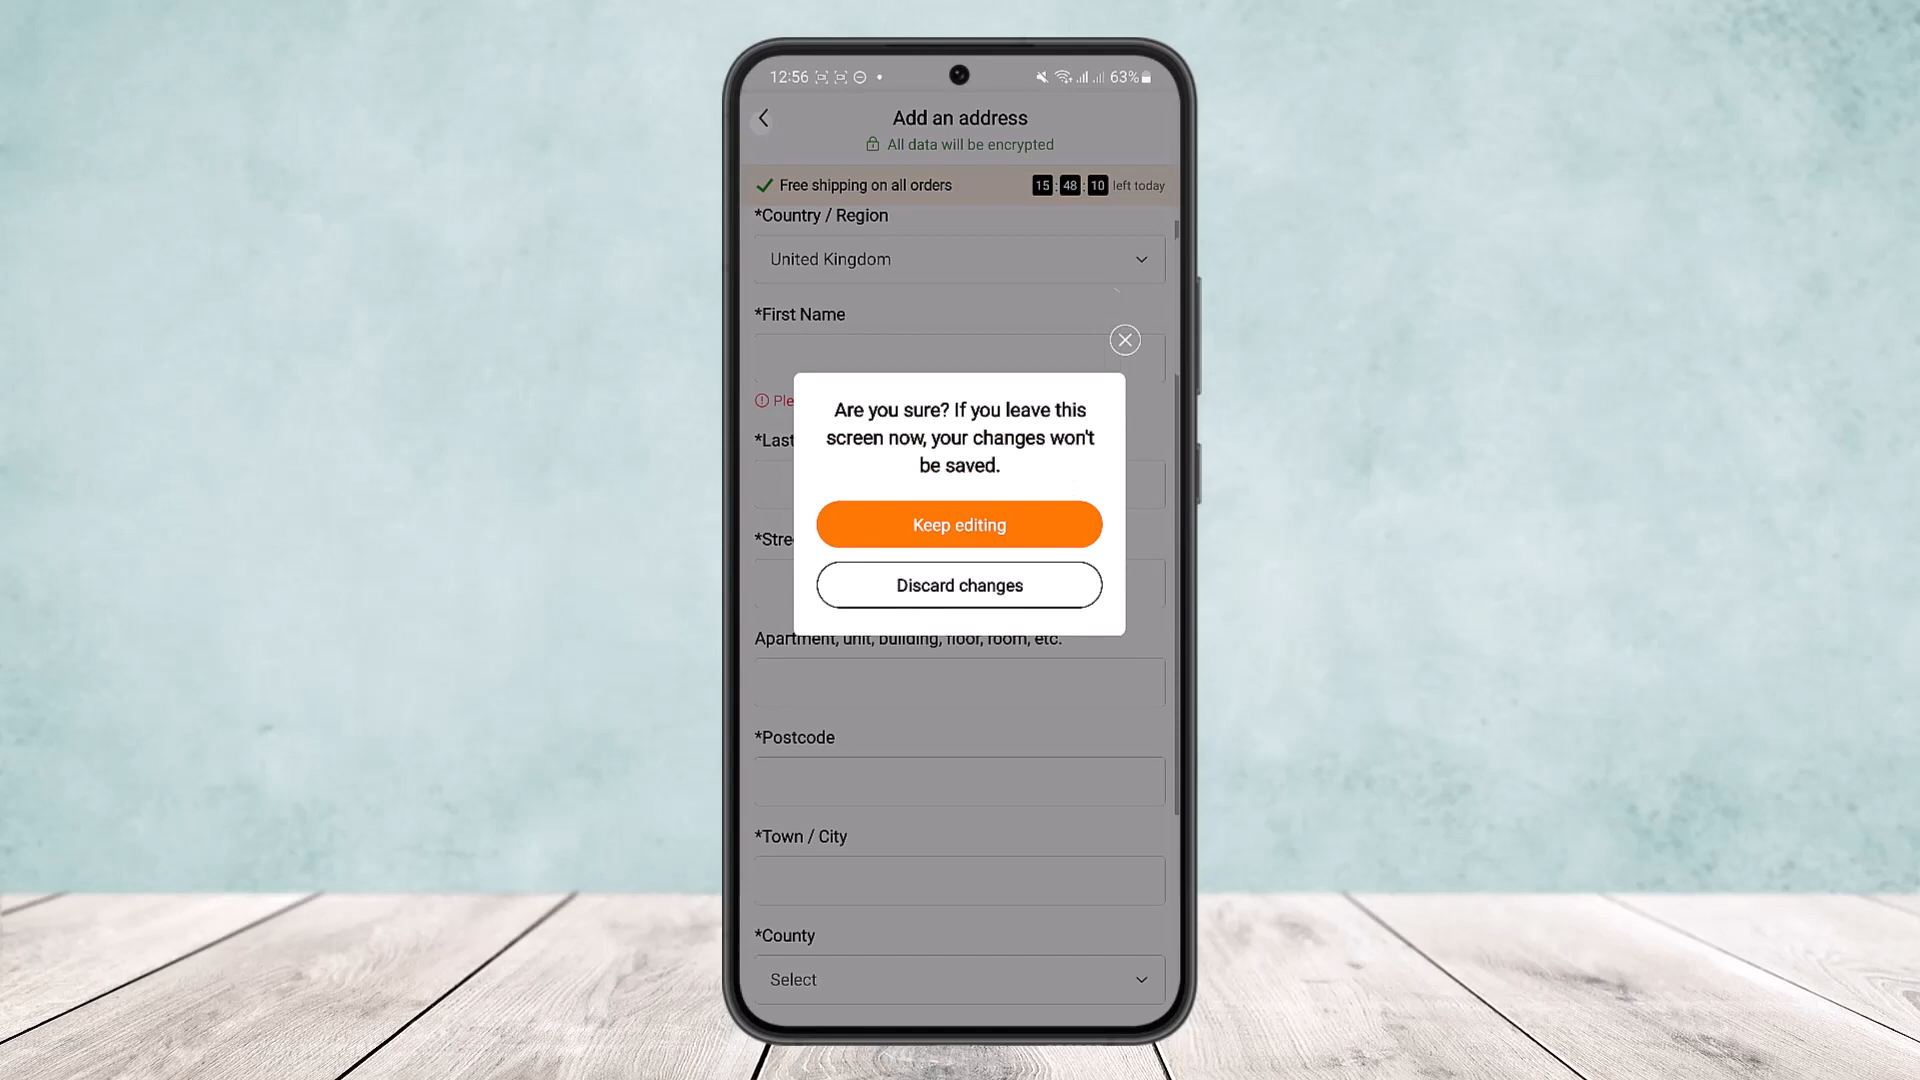 12:56 63%
Add an address
All data will be encrypted
Free shipping on all orders 15 : 48 : 10 left today
*Country / Region
United Kingdom
*First Name
Ple
*Last
*Stre
Are you sure? If you leave this
screen now, your changes won't
be saved.
Keep editing
Discard changes
Apartment, unit, building, floor, room, etc.
*Postcode
*Town / City
*County
Select